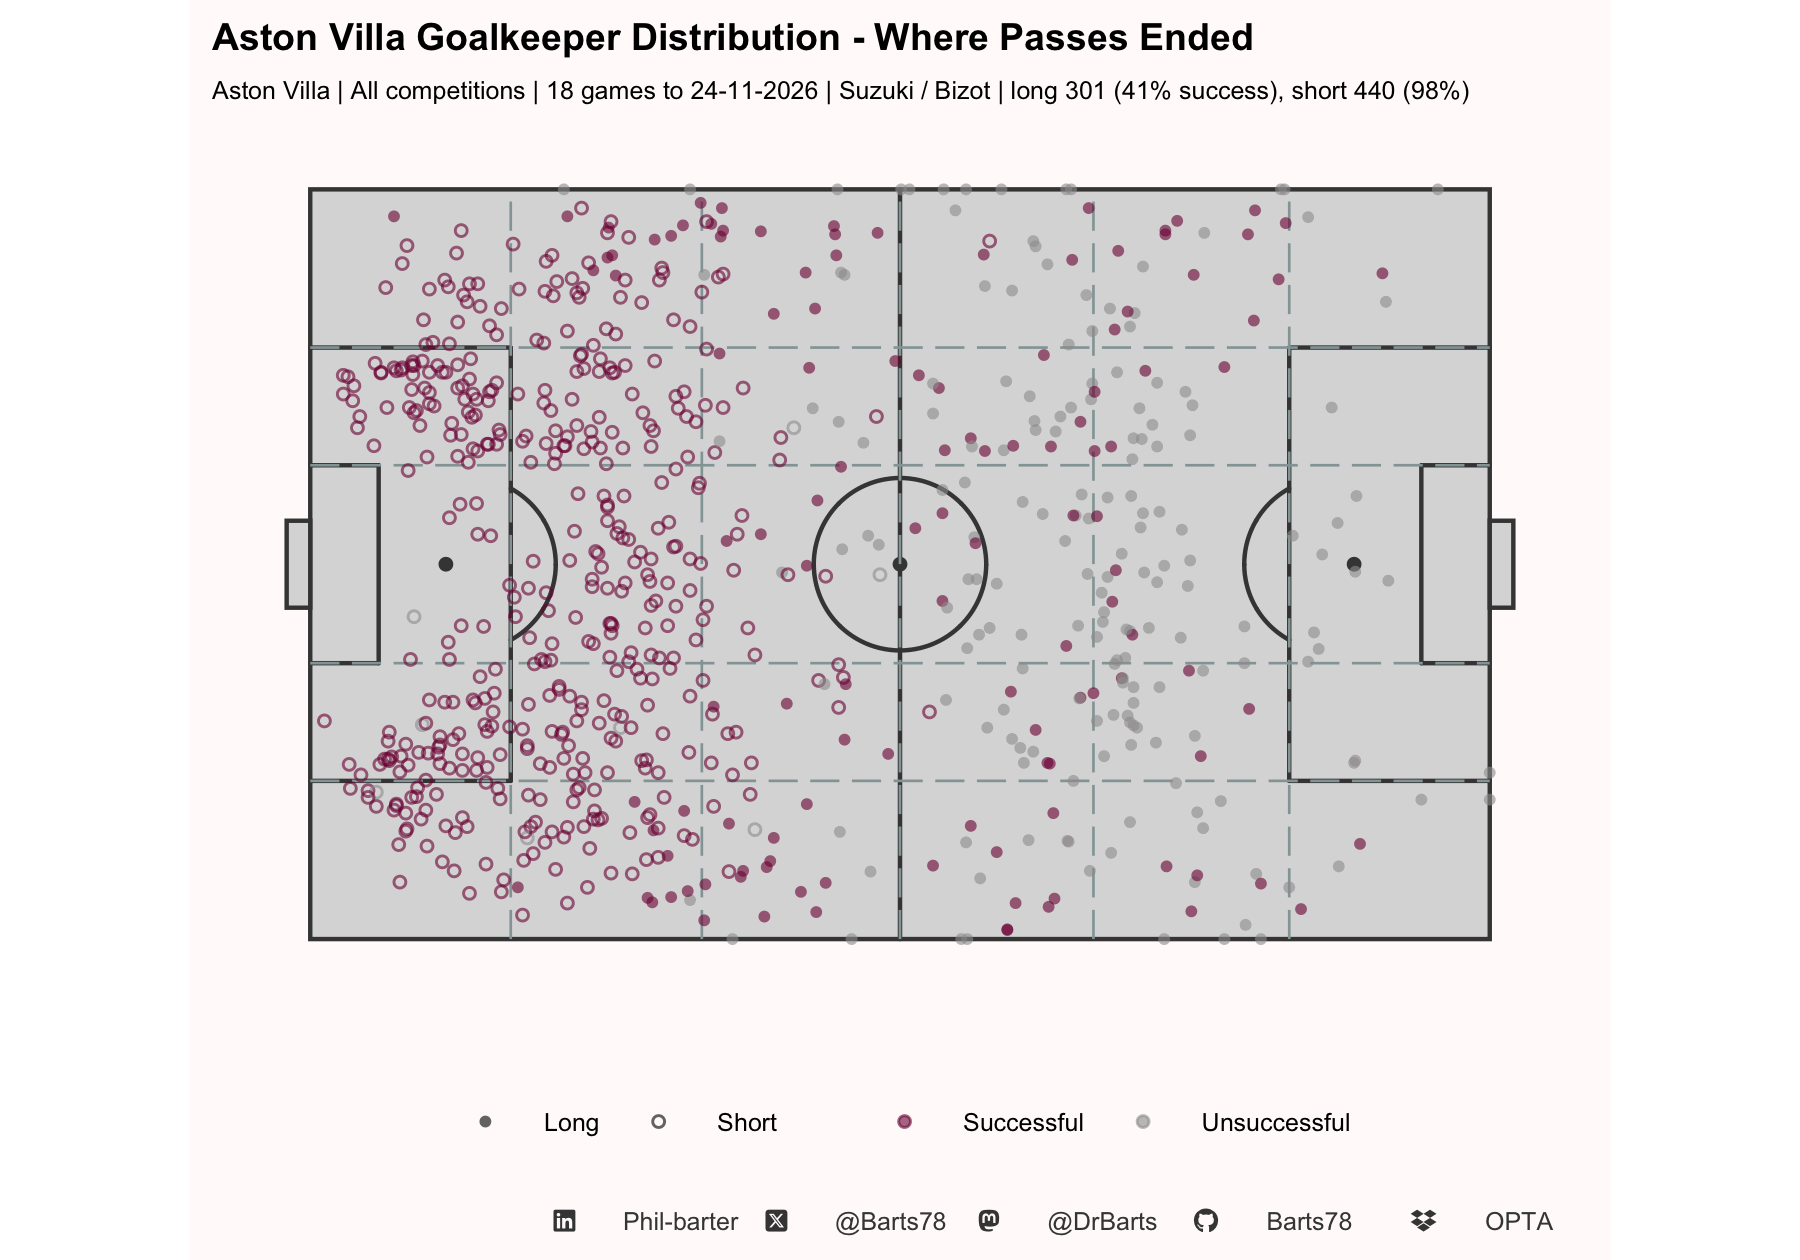 Aston Villa Goalkeeper Distribution - Where Passes Ended
Aston Villa | All competitions | 18 games to 24-11-2026 | Suzuki / Bizot | long 301 (41% success), short 440 (98%)
Long Short Successful Unsuccessful
Phil-barter @Barts78 @DrBarts Barts78 OPTA